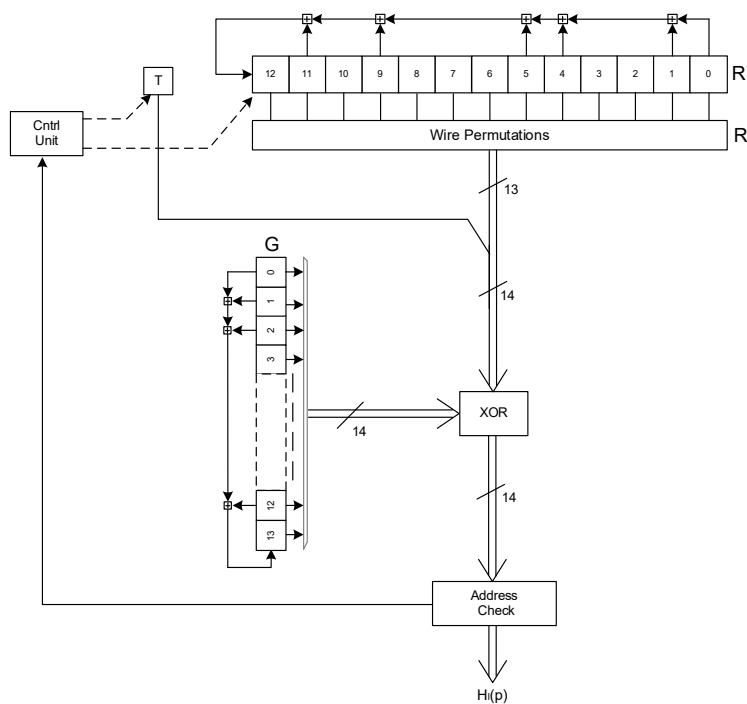 T
12 11 10 9 8 7 6 5 4 3 2 1 0 R
Cntrl
Unit
Wire Permutations R
13
G
0
1
2
3
12
13
14
XOR
14
14
Address
Check
Hl(p)